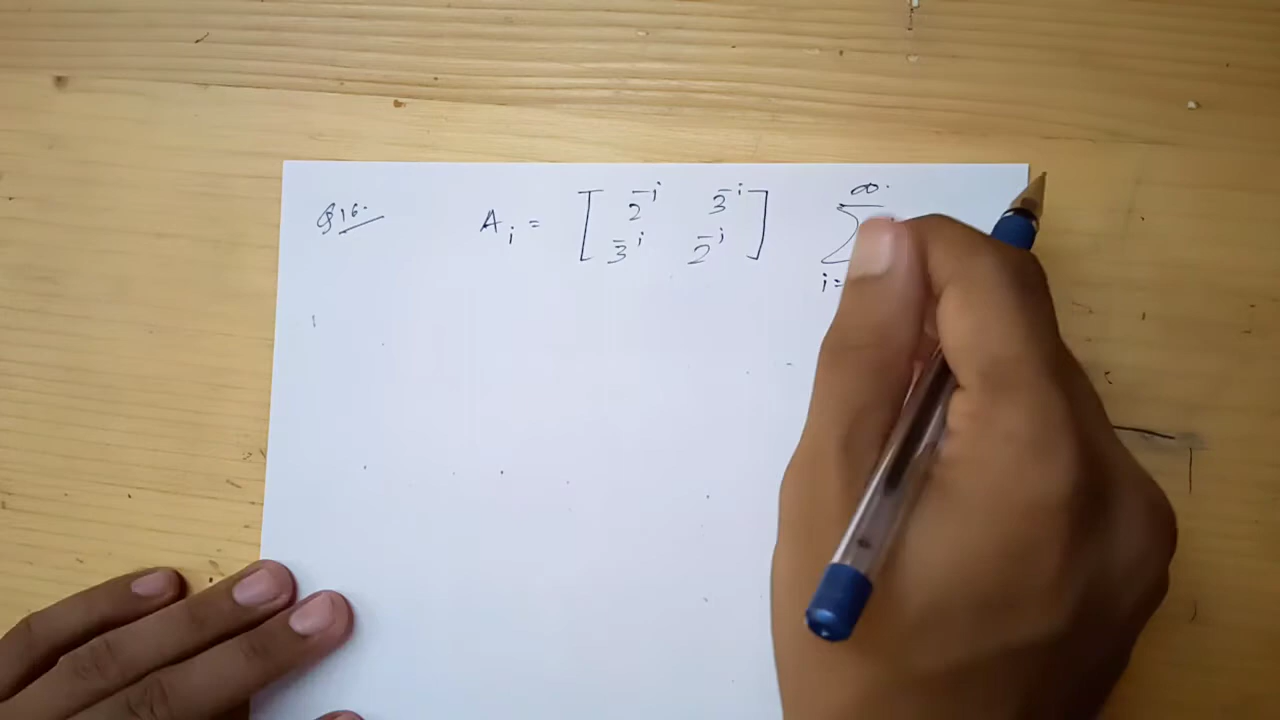 Q16. A_i = [ 2^{-i} 3^{-i} ; 3^{-i} 2^{-i} ] ∞ Σ i=